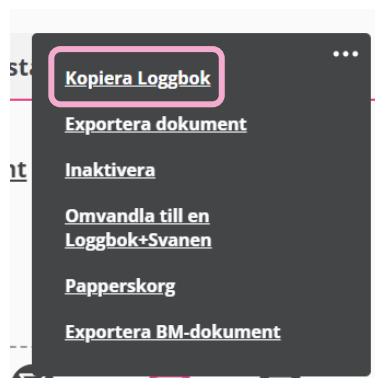 Kopiera Loggbok
Exportera dokument
Inaktivera
Omvandla till en
Loggbok+Svanen
Papperskorg
Exportera BM-dokument